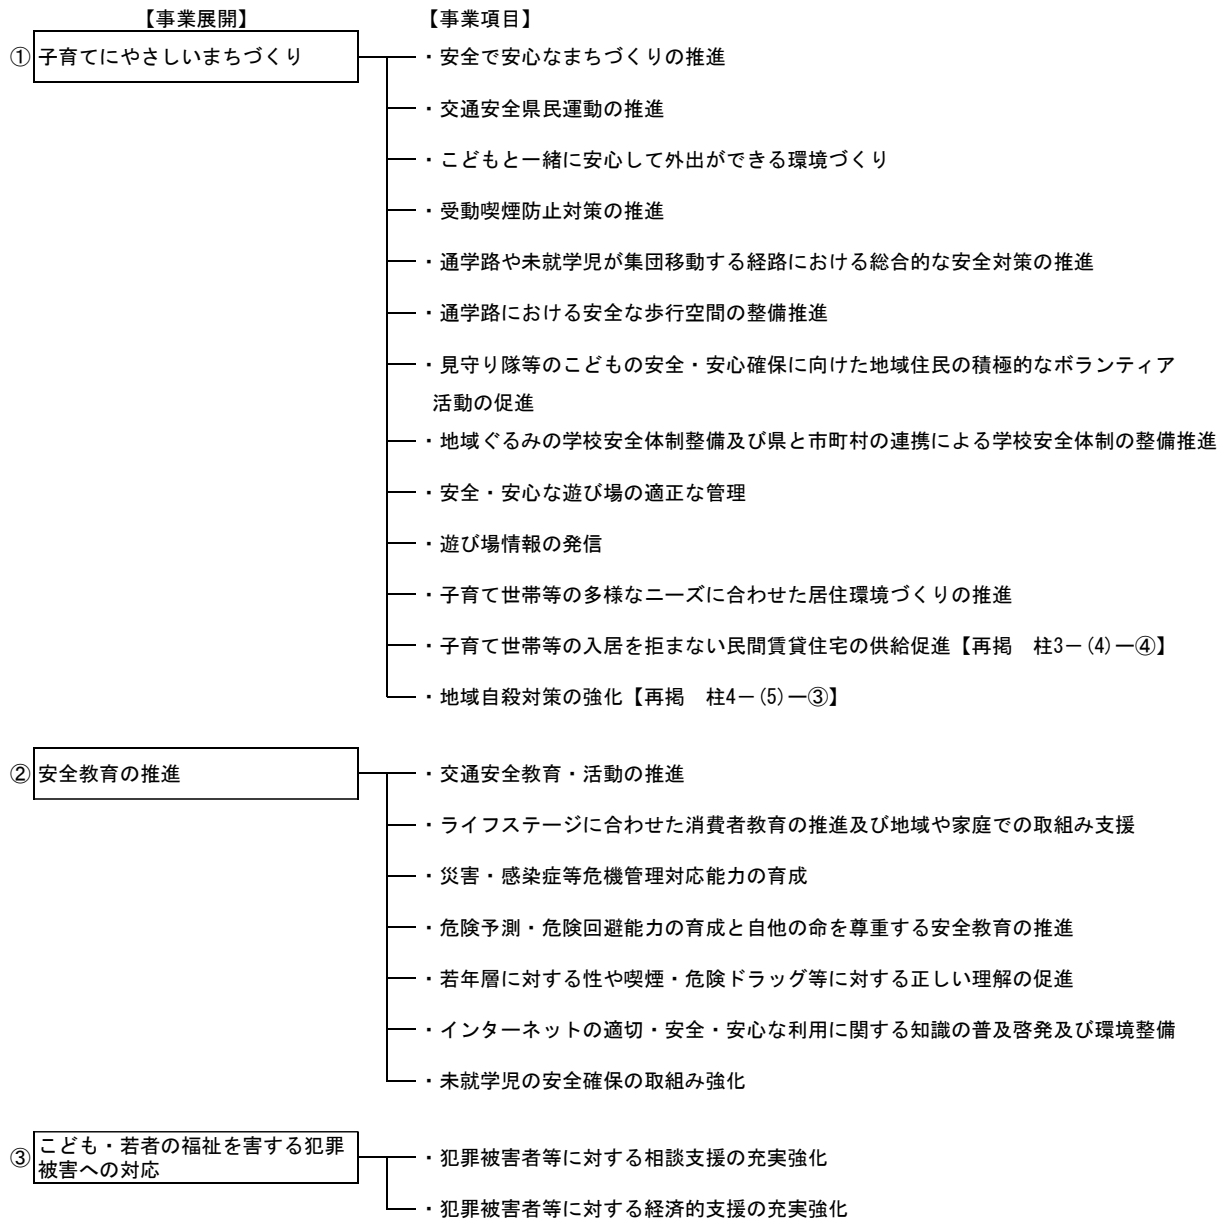 【事業展開】 【事業項目】
① 子育てにやさしいまちづくり ・安全で安心なまちづくりの推進
・交通安全県民運動の推進
・こどもと一緒に安心して外出ができる環境づくり
・受動喫煙防止対策の推進
・通学路や未就学児が集団移動する経路における総合的な安全対策の推進
・通学路における安全な歩行空間の整備推進
・見守り隊等のこどもの安全・安心確保に向けた地域住民の積極的なボランティア
活動の促進
・地域ぐるみの学校安全体制整備及び県と市町村の連携による学校安全体制の整備推進
・安全・安心な遊び場の適正な管理
・遊び場情報の発信
・子育て世帯等の多様なニーズに合わせた居住環境づくりの推進
・子育て世帯等の入居を拒まない民間賃貸住宅の供給促進【再掲　柱3－(4)―④】
・地域自殺対策の強化【再掲　柱4－(5)―③】
② 安全教育の推進 ・交通安全教育・活動の推進
・ライフステージに合わせた消費者教育の推進及び地域や家庭での取組み支援
・災害・感染症等危機管理対応能力の育成
・危険予測・危険回避能力の育成と自他の命を尊重する安全教育の推進
・若年層に対する性や喫煙・危険ドラッグ等に対する正しい理解の促進
・インターネットの適切・安全・安心な利用に関する知識の普及啓発及び環境整備
・未就学児の安全確保の取組み強化
③ こども・若者の福祉を害する犯罪
被害への対応 ・犯罪被害者等に対する相談支援の充実強化
・犯罪被害者等に対する経済的支援の充実強化